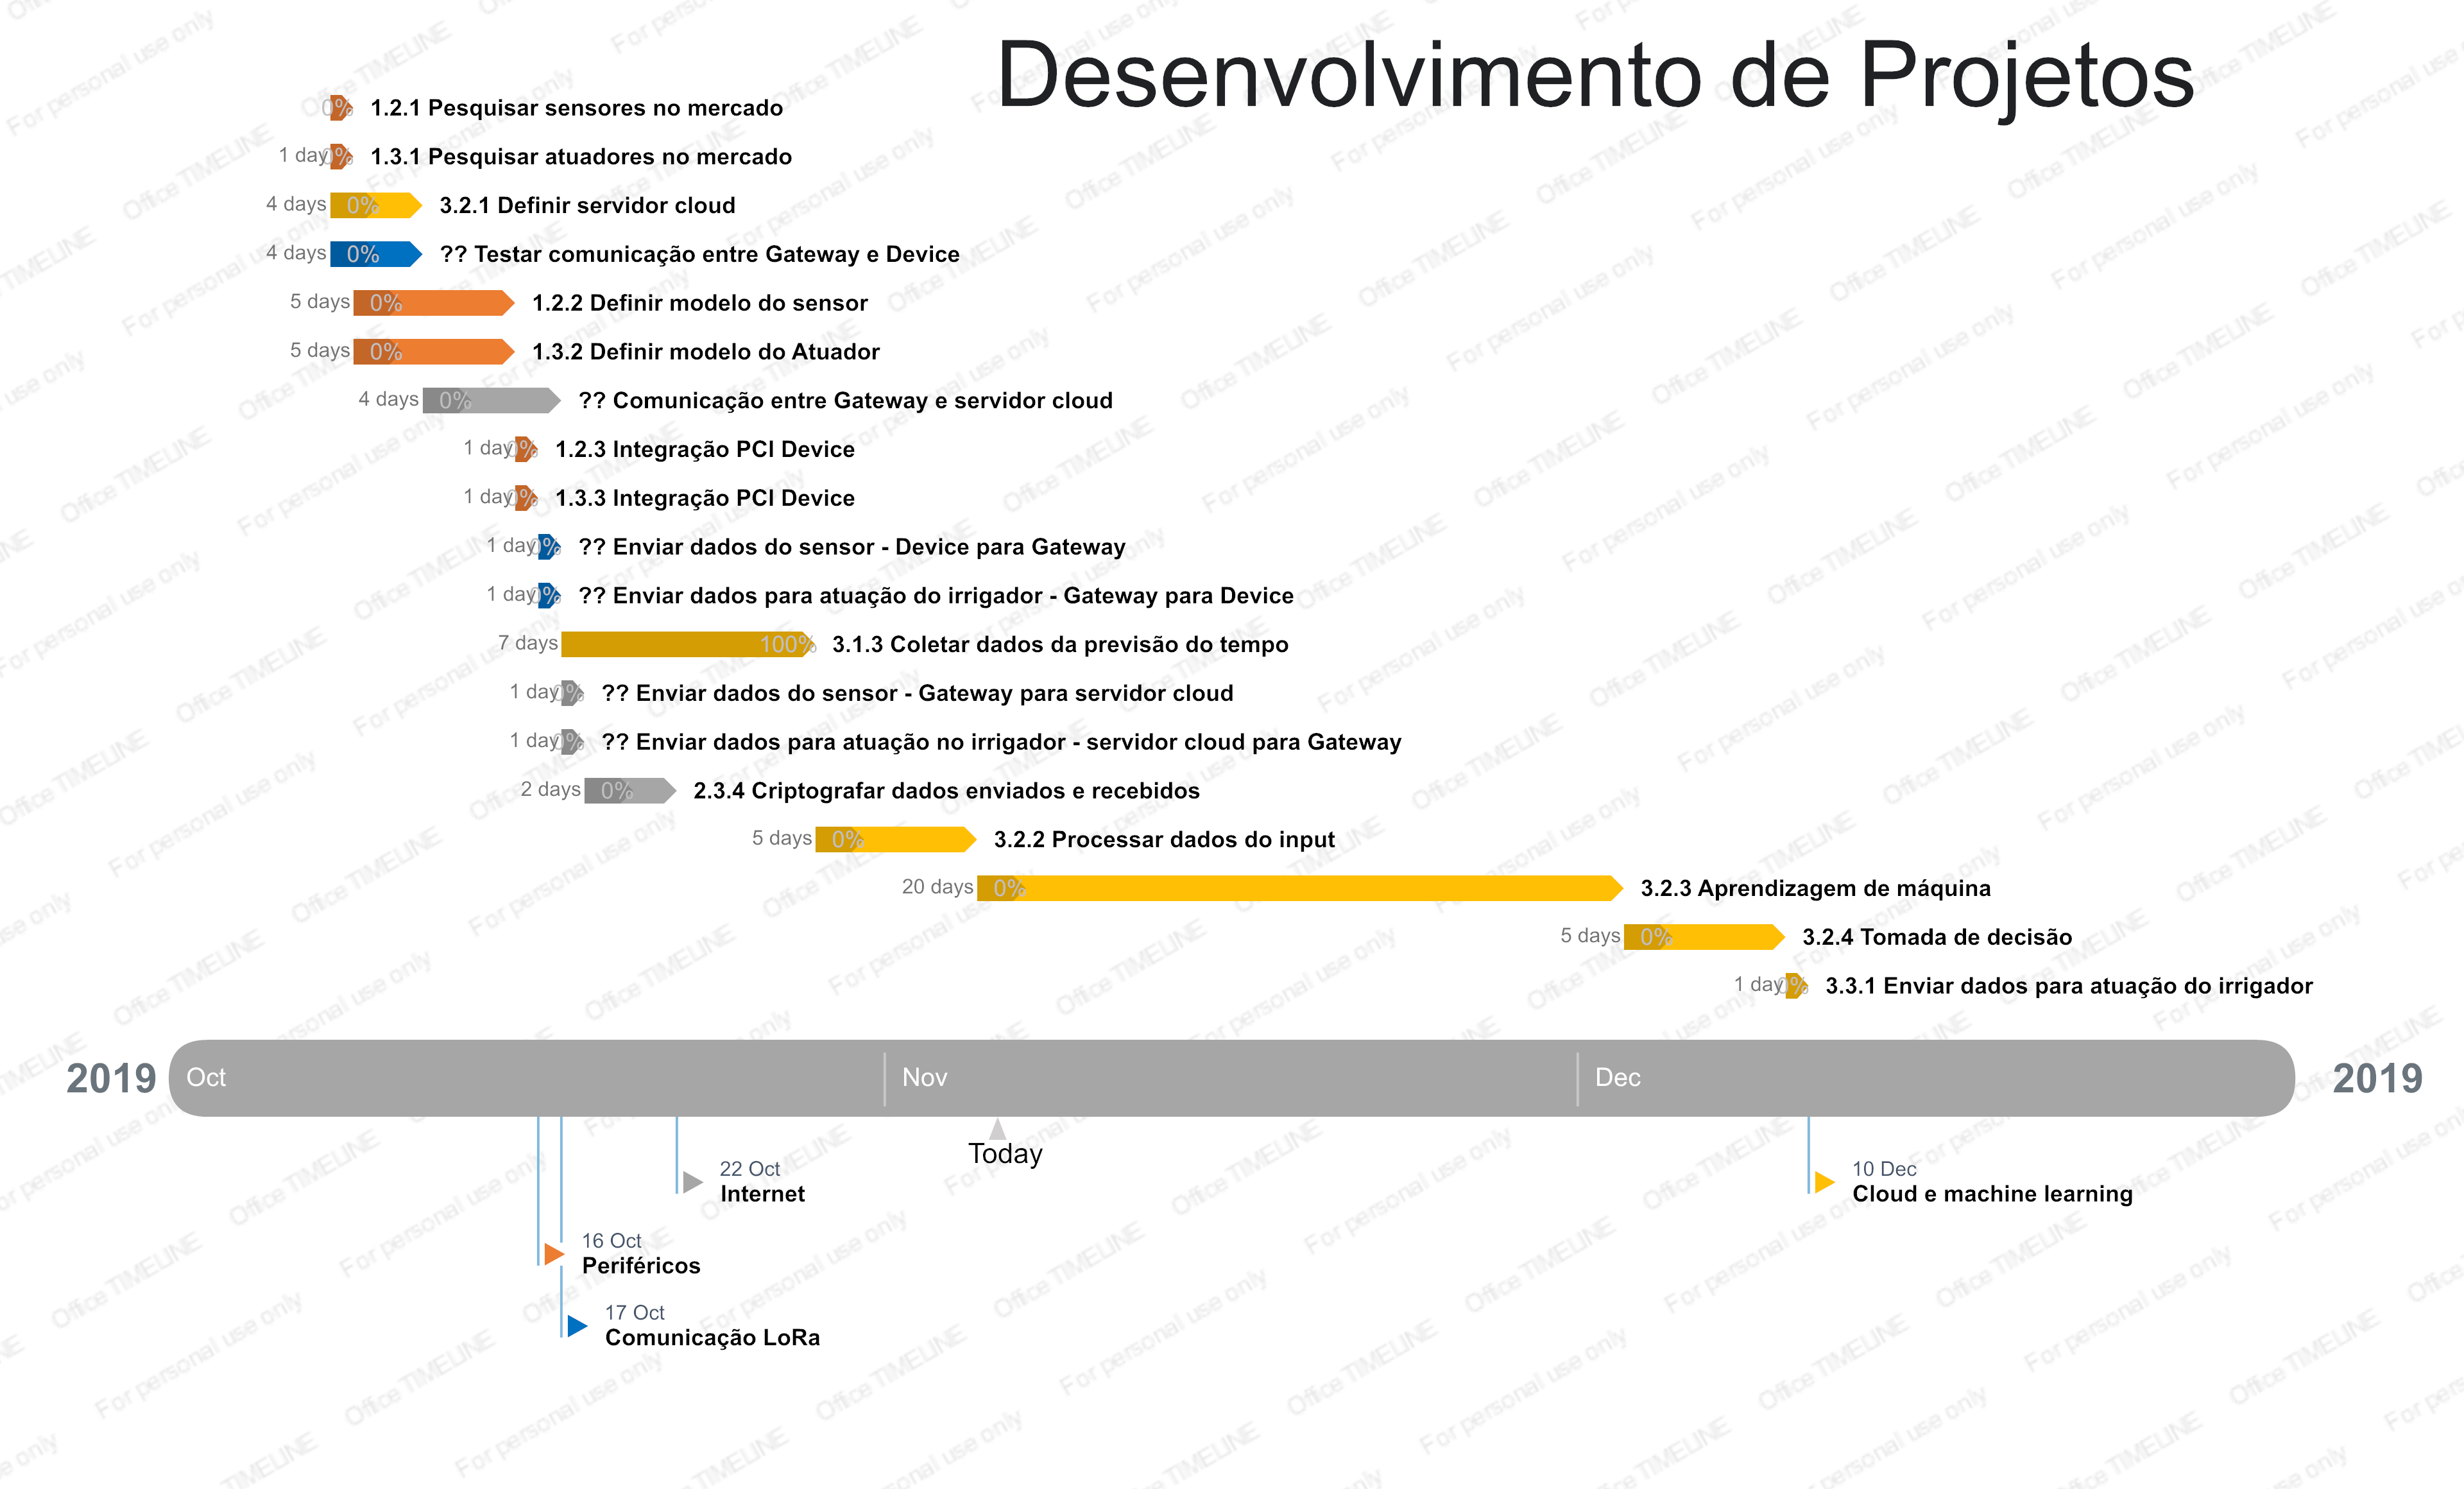 Desenvolvimento de Projetos
0% 1.2.1 Pesquisar sensores no mercado
1 day 0% 1.3.1 Pesquisar atuadores no mercado
4 days 0% 3.2.1 Definir servidor cloud
4 days 0% ?? Testar comunicação entre Gateway e Device
5 days 0% 1.2.2 Definir modelo do sensor
5 days 0% 1.3.2 Definir modelo do Atuador
4 days 0% ?? Comunicação entre Gateway e servidor cloud
1 day 0% 1.2.3 Integração PCI Device
1 day 0% 1.3.3 Integração PCI Device
1 day 0% ?? Enviar dados do sensor - Device para Gateway
1 day 0% ?? Enviar dados para atuação do irrigador - Gateway para Device
7 days 100% 3.1.3 Coletar dados da previsão do tempo
1 day 0% ?? Enviar dados do sensor - Gateway para servidor cloud
1 day 0% ?? Enviar dados para atuação no irrigador - servidor cloud para Gateway
2 days 0% 2.3.4 Criptografar dados enviados e recebidos
5 days 0% 3.2.2 Processar dados do input
20 days 0% 3.2.3 Aprendizagem de máquina
5 days 0% 3.2.4 Tomada de decisão
1 day 0% 3.3.1 Enviar dados para atuação do irrigador
2019 Oct Nov Dec 2019
Today
22 Oct
Internet
10 Dec
Cloud e machine learning
16 Oct
Periféricos
17 Oct
Comunicação LoRa
Office TIMELINE For personal use only